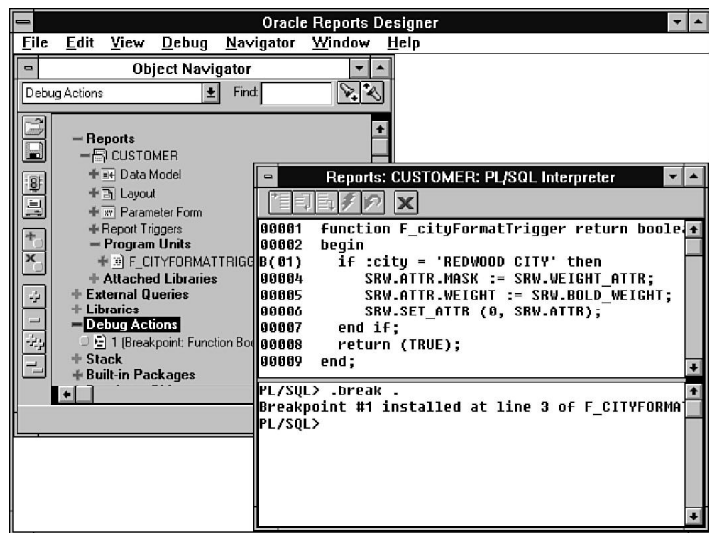 Oracle Reports Designer
File Edit View Debug Navigator Window Help
Object Navigator
Debug Actions Find:
Reports
CUSTOMER
Data Model
Layout
Parameter Form
Report Triggers
Program Units
F_CITYFORMATTRIGG
Attached Libraries
External Queries
Libraries
Debug Actions
1 (Breakpoint: Function Bo
Stack
Built-in Packages
Reports: CUSTOMER: PL/SQL Interpreter
00001 Function F_cityFormatTrigger return boolea
00002 begin
B(01) if :city = 'REDWOOD CITY' then
00004 SRW.ATTR.MASK := SRW.WEIGHT_ATTR;
00005 SRW.ATTR.WEIGHT := SRW.BOLD_WEIGHT;
00006 SRW.SET_ATTR (0, SRW.ATTR);
00007 end if;
00008 return (TRUE);
00009 end;
PL/SQL> .break .
Breakpoint #1 installed at line 3 of F_CITYFORMA
PL/SQL>